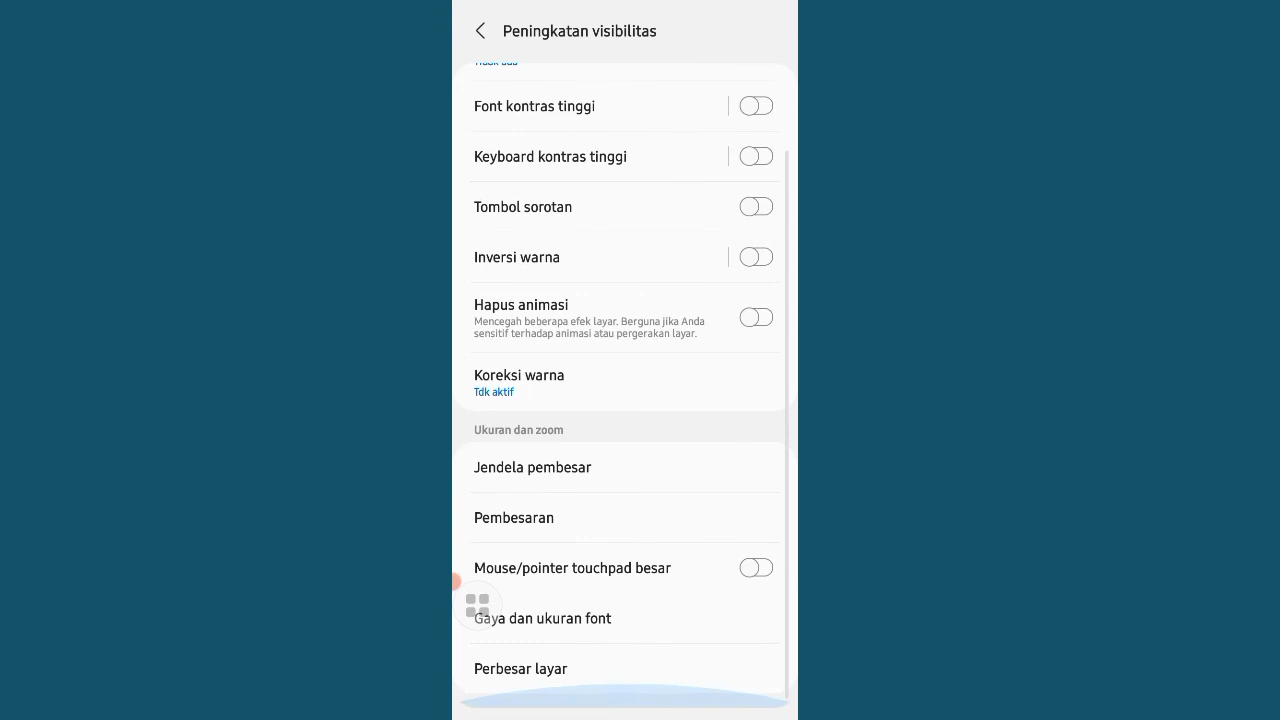 Peningkatan visibilitas
Font kontras tinggi
Keyboard kontras tinggi
Tombol sorotan
Inversi warna
Hapus animasi
Mencegah beberapa efek layar. Berguna jika Anda
sensitif terhadap animasi atau pergerakan layar.
Koreksi warna
Tdk aktif
Ukuran dan zoom
Jendela pembesar
Pembesaran
Mouse/pointer touchpad besar
Gaya dan ukuran font
Perbesar layar